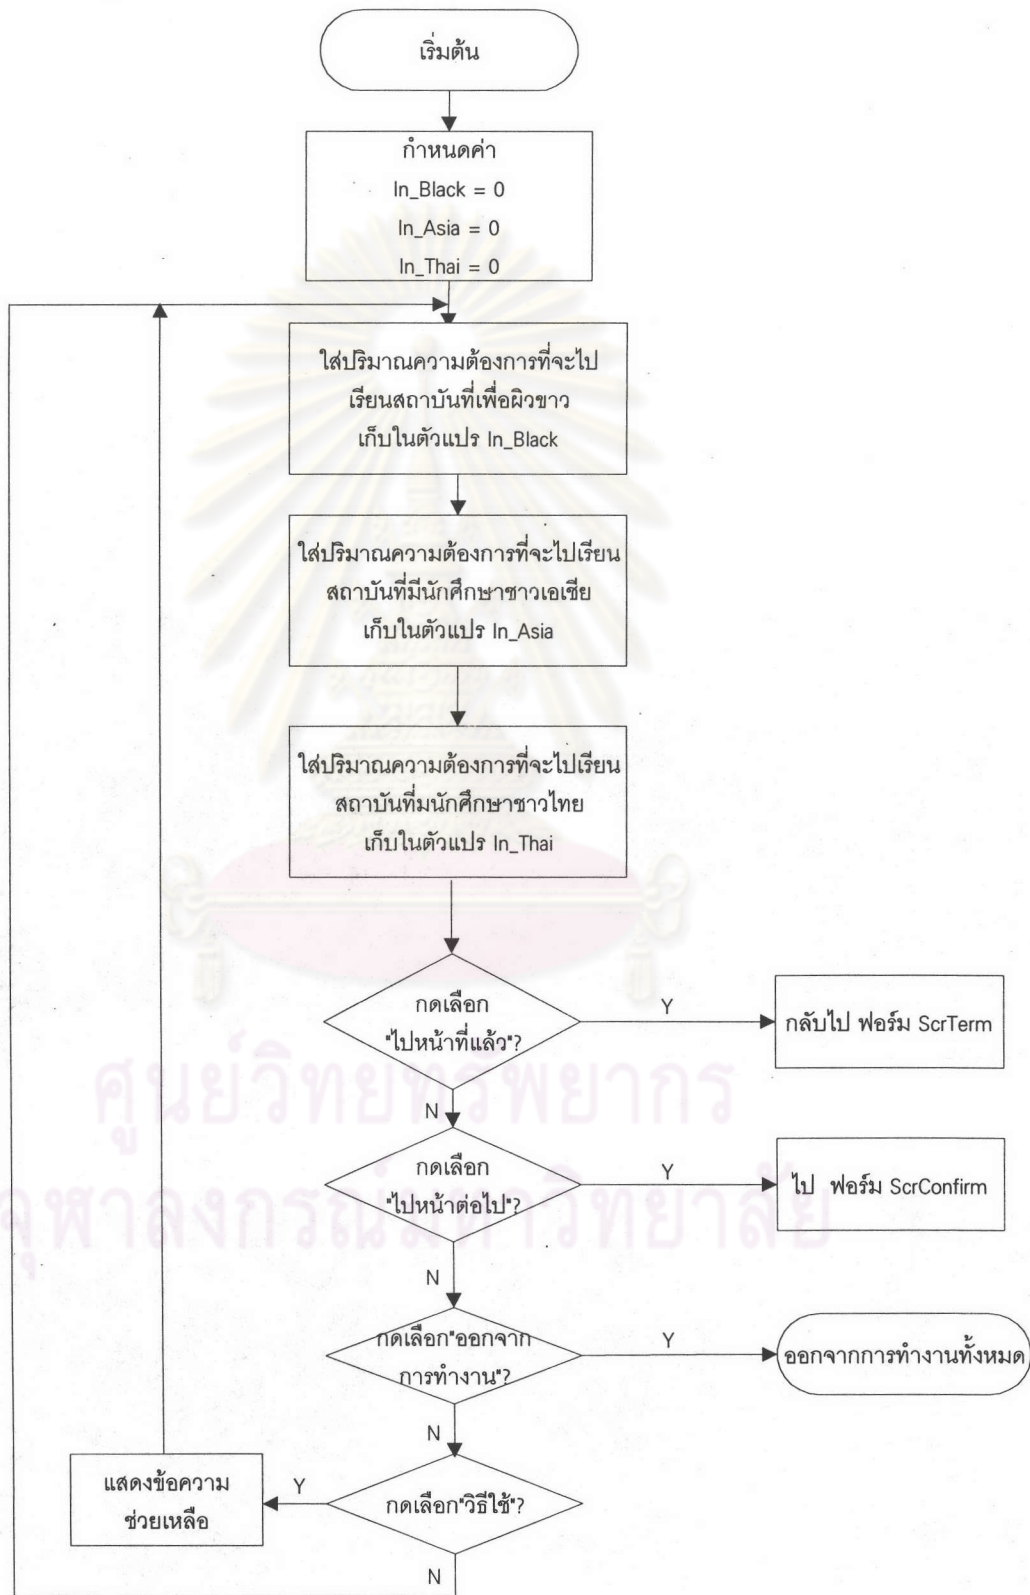 เริ่มต้น
กำหนดค่า
In_Black = 0
In_Asia = 0
In_Thai = 0
ใส่ปริมาณความต้องการที่จะไป
เรียนสถาบันที่เพื่อผิวขาว
เก็บในตัวแปร In_Black
ใส่ปริมาณความต้องการที่จะไปเรียน
สถาบันที่มีนักศึกษาชาวเอเชีย
เก็บในตัวแปร In_Asia
ใส่ปริมาณความต้องการที่จะไปเรียน
สถาบันที่มนักศึกษาชาวไทย
เก็บในตัวแปร In_Thai
กดเลือก
"ไปหน้าที่แล้ว"?
Y
กลับไป ฟอร์ม ScrTerm
N
กดเลือก
"ไปหน้าต่อไป"?
Y
ไป ฟอร์ม ScrConfirm
N
กดเลือก"ออกจาก
การทำงาน"?
Y
ออกจากการทำงานทั้งหมด
N
กดเลือก"วิธีใช้"?
Y
แสดงข้อความ
ช่วยเหลือ
N
ศูนย์วิทยทรัพยากร
จุฬาลงกรณ์มหาวิทยาลัย